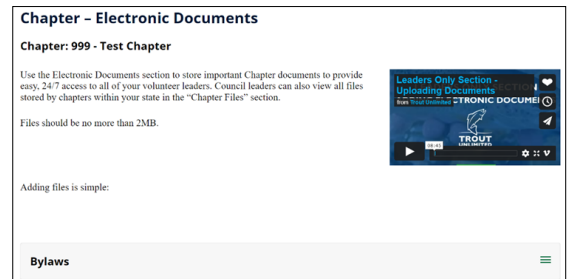 Chapter – Electronic Documents
Chapter: 999 - Test Chapter
Use the Electronic Documents section to store important Chapter documents to provide
easy, 24/7 access to all of your volunteer leaders. Council leaders can also view all files
stored by chapters within your state in the “Chapter Files” section.
Files should be no more than 2MB.
Leaders Only Section -
Uploading Documents
from Trout Unlimited
CTRONIC DOCUME
TROUT
UNLIMITED
08:43
Adding files is simple:
Bylaws